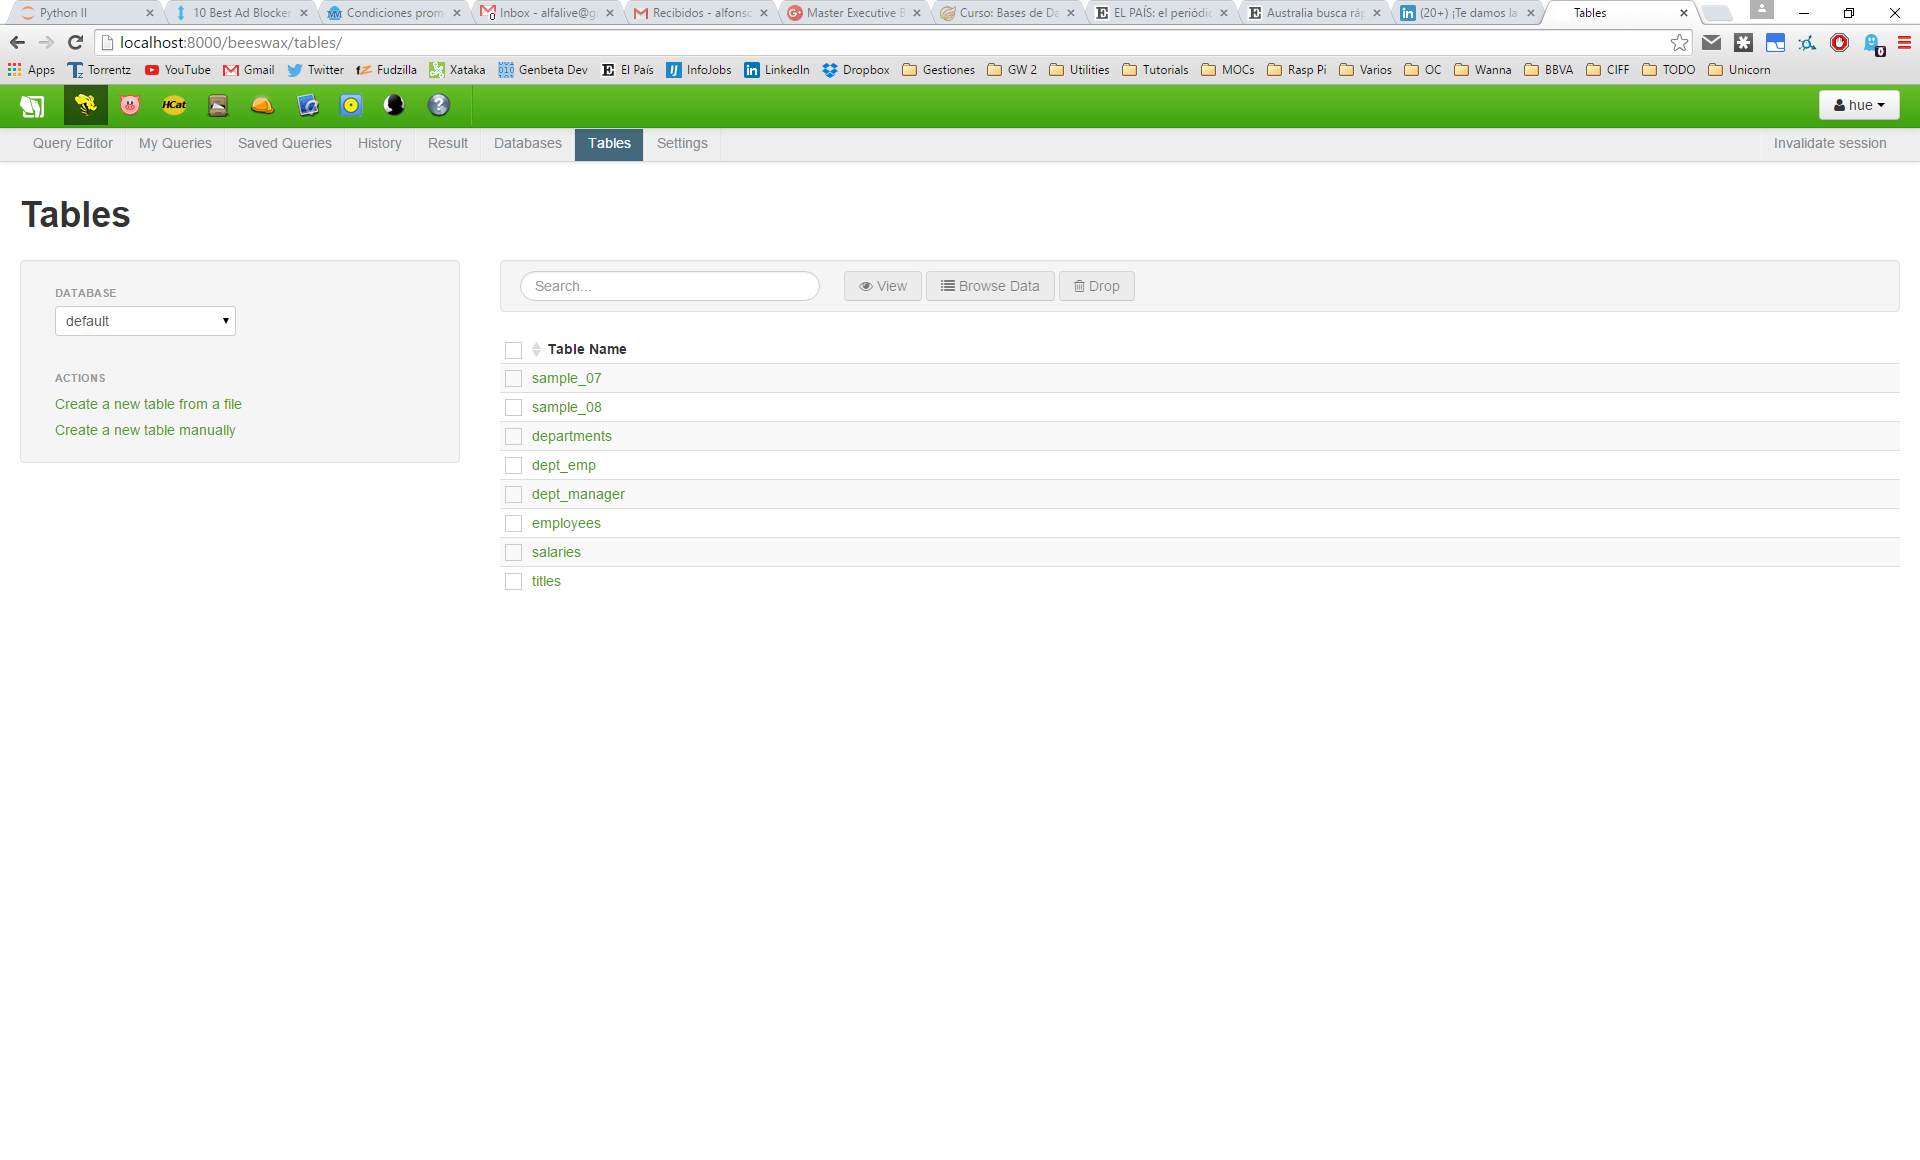 Python II
10 Best Ad Blocker
Condiciones prom
Inbox - alfalive@g
Recibidos - alfonso
Master Executive B
Curso: Bases de Da
EL PAÍS: el periódic
Australia busca ráp
(20+) ¡Te damos la
Tables
localhost:8000/beeswax/tables/
Apps
Torrentz
YouTube
Gmail
Twitter
Fudzilla
Xataka
Genbeta Dev
El País
InfoJobs
LinkedIn
Dropbox
Gestiones
GW 2
Utilities
Tutorials
MOCs
Rasp Pi
Varios
OC
Wanna
BBVA
CIFF
TODO
Unicorn
HCat
hue
Query Editor
My Queries
Saved Queries
History
Result
Databases
Tables
Settings
Invalidate session
Tables
DATABASE
default
ACTIONS
Create a new table from a file
Create a new table manually
Search...
View
Browse Data
Drop
Table Name
sample_07
sample_08
departments
dept_emp
dept_manager
employees
salaries
titles